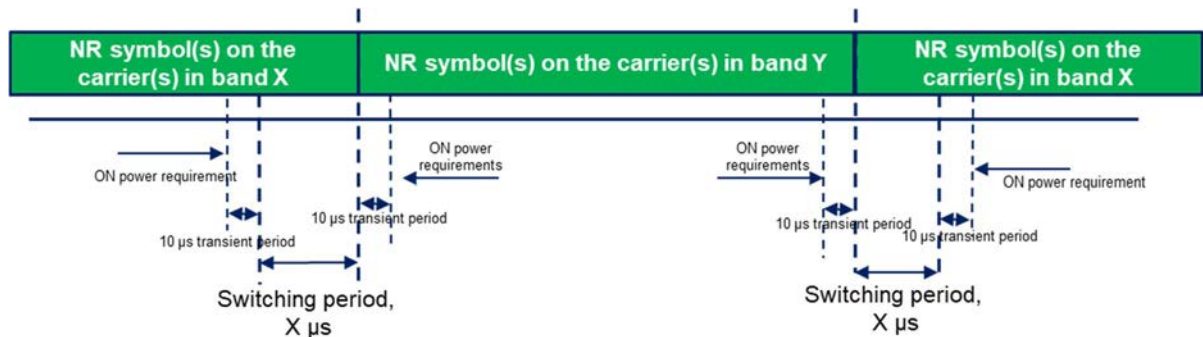 NR symbol(s) on the
carrier(s) in band X
NR symbol(s) on the carrier(s) in band Y
NR symbol(s) on the
carrier(s) in band X
ON power requirement
10 µs transient period
Switching period,
X µs
ON power
requirements
10 µs transient period
ON power
requirements
10 µs transient period
Switching period,
X µs
ON power requirement
10 µs transient period